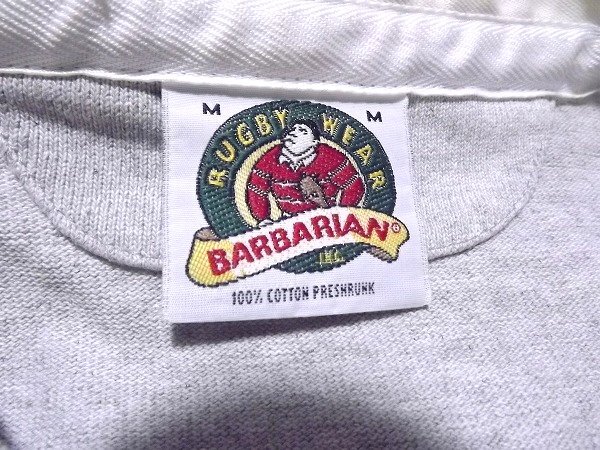 M M
RUGBY WEAR
BARBARIAN®
INC.
100% COTTON PRESHRUNK